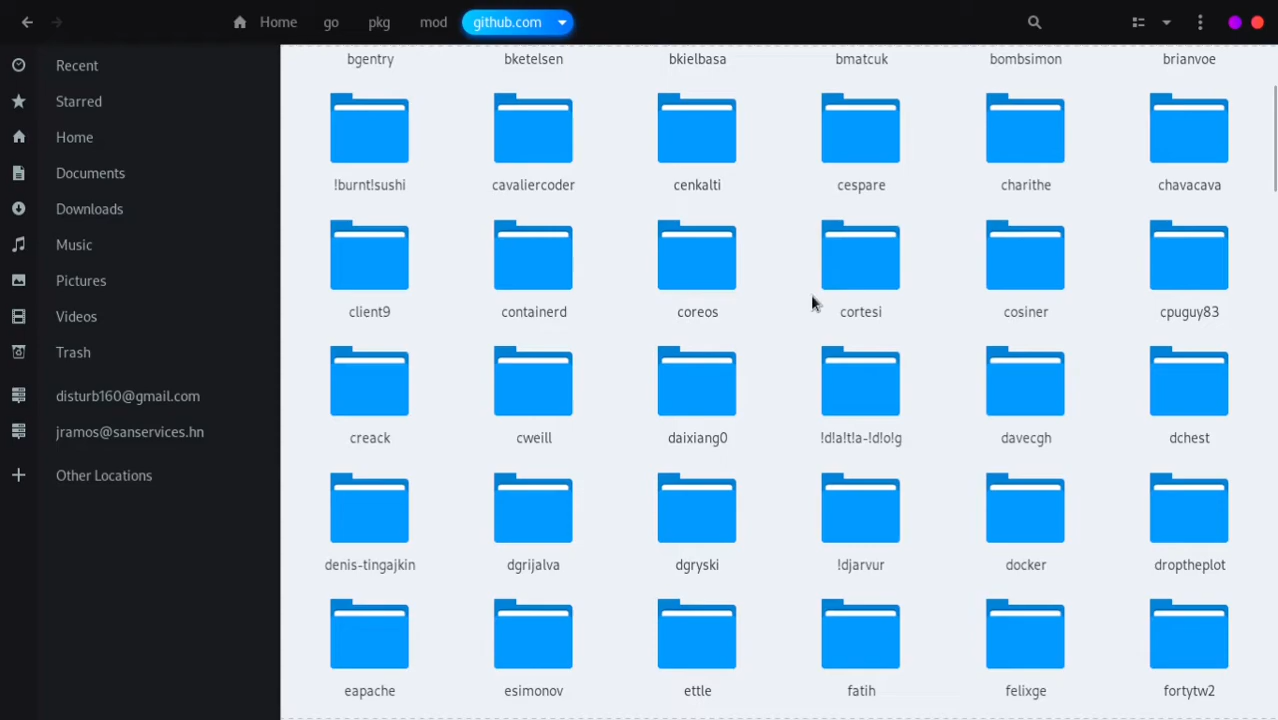 Home go pkg mod github.com
Recent
Starred
Home
Documents
Downloads
Music
Pictures
Videos
Trash
disturb160@gmail.com
jramos@sanservices.hn
Other Locations
bgentry bketelsen bkielbasa bmatcuk bombsimon brianvoe
!burnt!sushi cavaliercoder cenkalti cespare charithe chavacava
client9 containerd coreos cortesi cosiner cpuguy83
creack cweill daixiang0 !d!a!t!a-!d!o!g davecgh dchest
denis-tingajkin dgrijalva dgryski !djarvur docker droptheplot
eapache esimonov ettle fatih felixge fortytw2